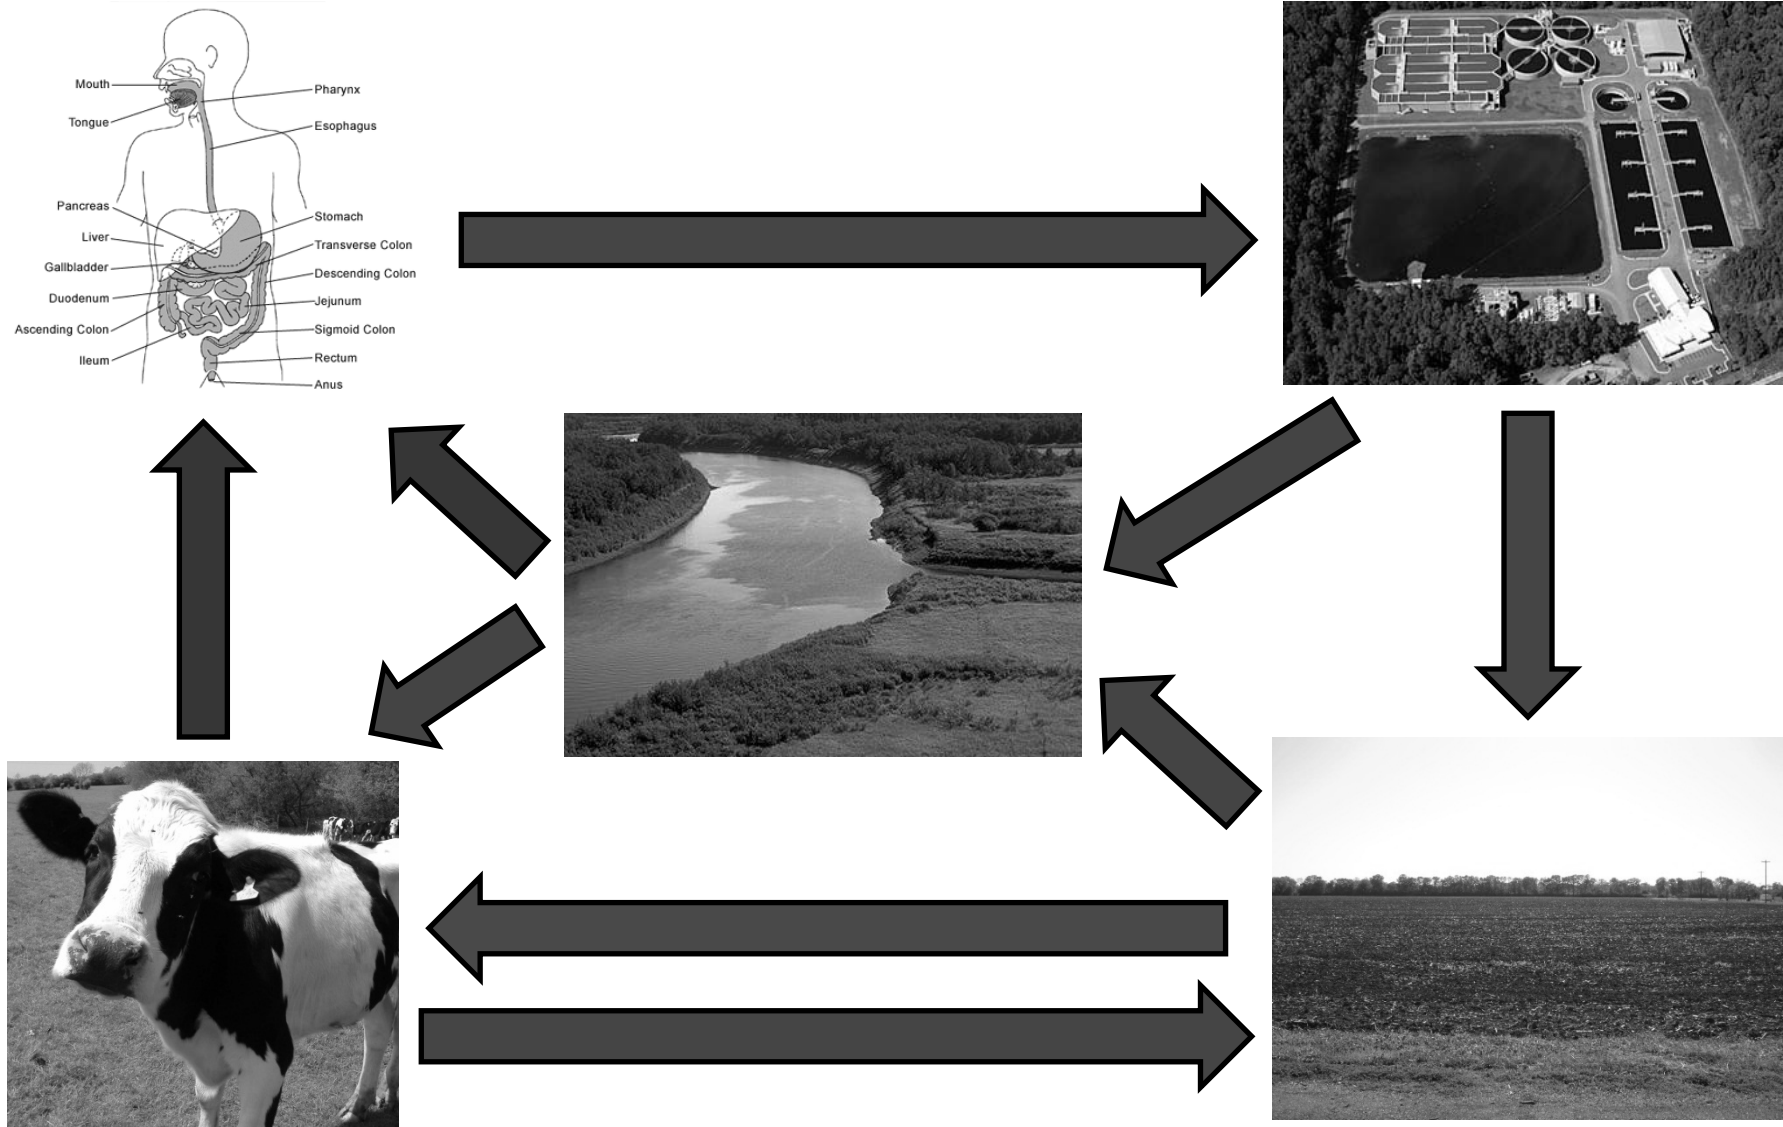 Mouth
Tongue
Pharynx
Esophagus
Pancreas
Liver
Gallbladder
Duodenum
Ascending Colon
Ileum
Stomach
Transverse Colon
Descending Colon
Jejunum
Sigmoid Colon
Rectum
Anus